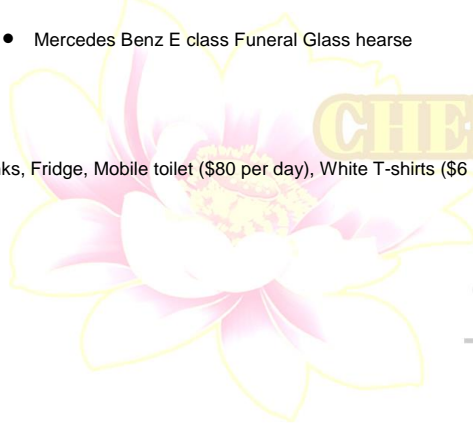 ● Mercedes Benz E class Funeral Glass hearse
CHE
ks, Fridge, Mobile toilet ($80 per day), White T-shirts ($6